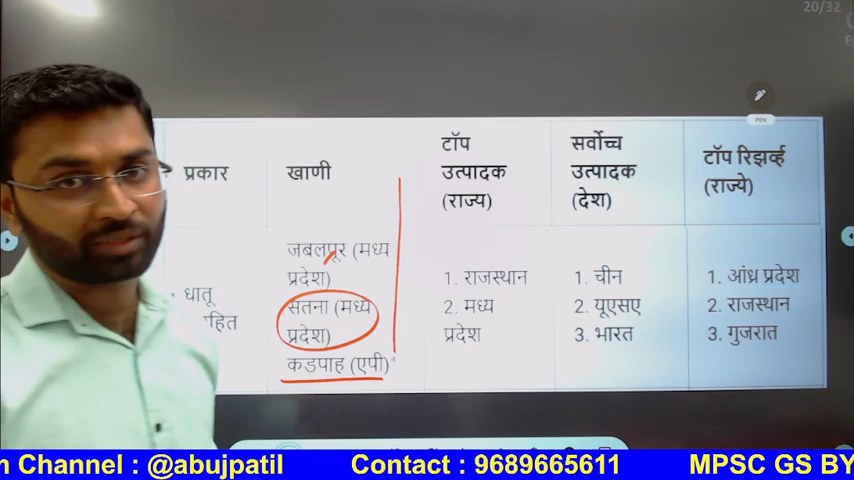 20/32
PEN
प्रकार
खाणी
टॉप
उत्पादक
(राज्य)
सर्वोच्च
उत्पादक
(देश)
टॉप रिझर्व्ह
(राज्ये)
धातू
हित
जबलपूर (मध्य
प्रदेश)
सतना (मध्य
प्रदेश)
कडपाह (एपी)"
1. राजस्थान
2. मध्य
प्रदेश
1. चीन
2. यूएसए
3. भारत
1. आंध्र प्रदेश
2. राजस्थान
3. गुजरात
n Channel : @abujpatil Contact : 9689665611 MPSC GS BY